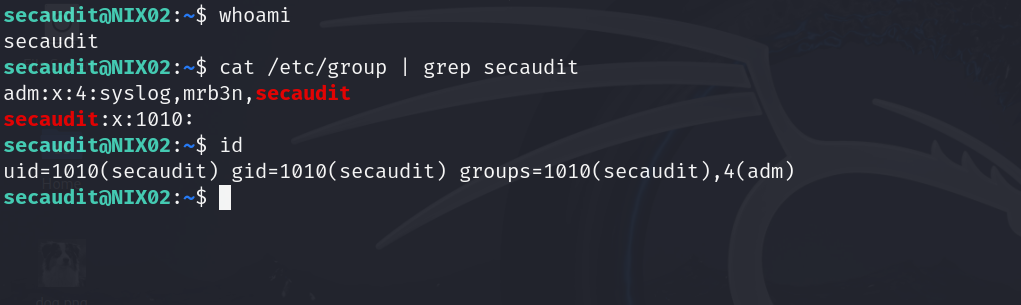 secaudit@NIX02:~$ whoami
secaudit
secaudit@NIX02:~$ cat /etc/group | grep secaudit
adm:x:4:syslog,mrb3n,secaudit
secaudit:x:1010:
secaudit@NIX02:~$ id
uid=1010(secaudit) gid=1010(secaudit) groups=1010(secaudit),4(adm)
secaudit@NIX02:~$